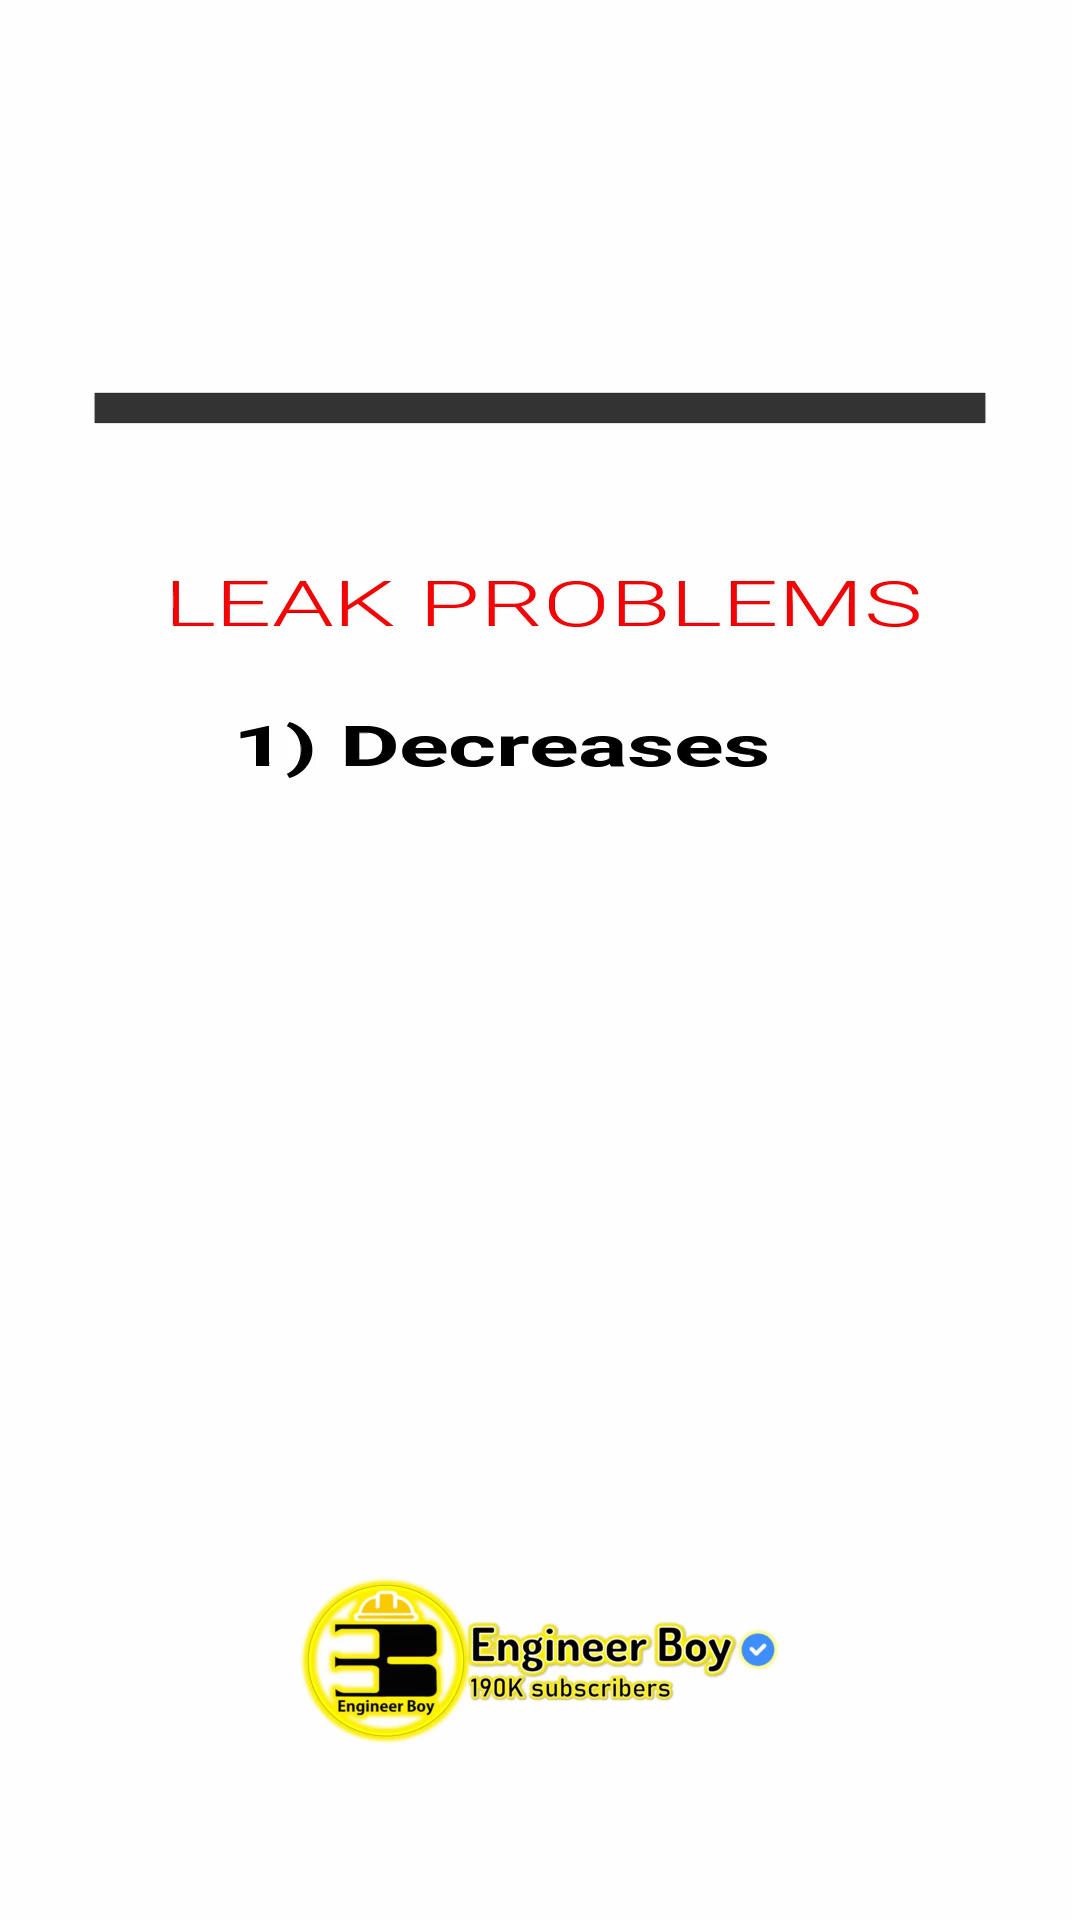 LEAK PROBLEMS
1) Decreases
Engineer Boy
Engineer Boy
190K subscribers